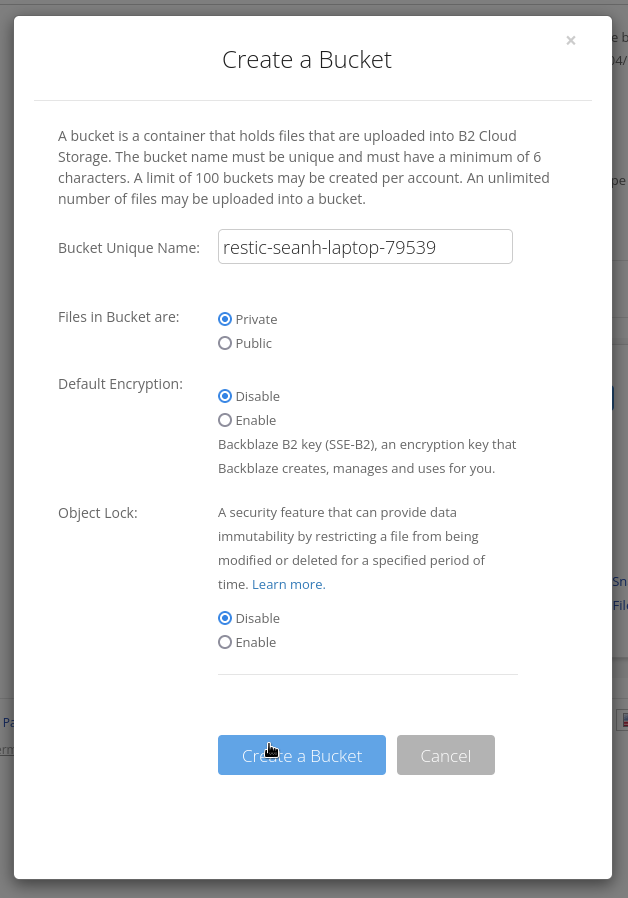 ×
Create a Bucket
A bucket is a container that holds files that are uploaded into B2 Cloud
Storage. The bucket name must be unique and must have a minimum of 6
characters. A limit of 100 buckets may be created per account. An unlimited
number of files may be uploaded into a bucket.
Bucket Unique Name: restic-seanh-laptop-79539
Files in Bucket are: Private
Public
Default Encryption: Disable
Enable
Backblaze B2 key (SSE-B2), an encryption key that
Backblaze creates, manages and uses for you.
Object Lock: A security feature that can provide data
immutability by restricting a file from being
modified or deleted for a specified period of
time. Learn more.
Disable
Enable
Create a Bucket Cancel